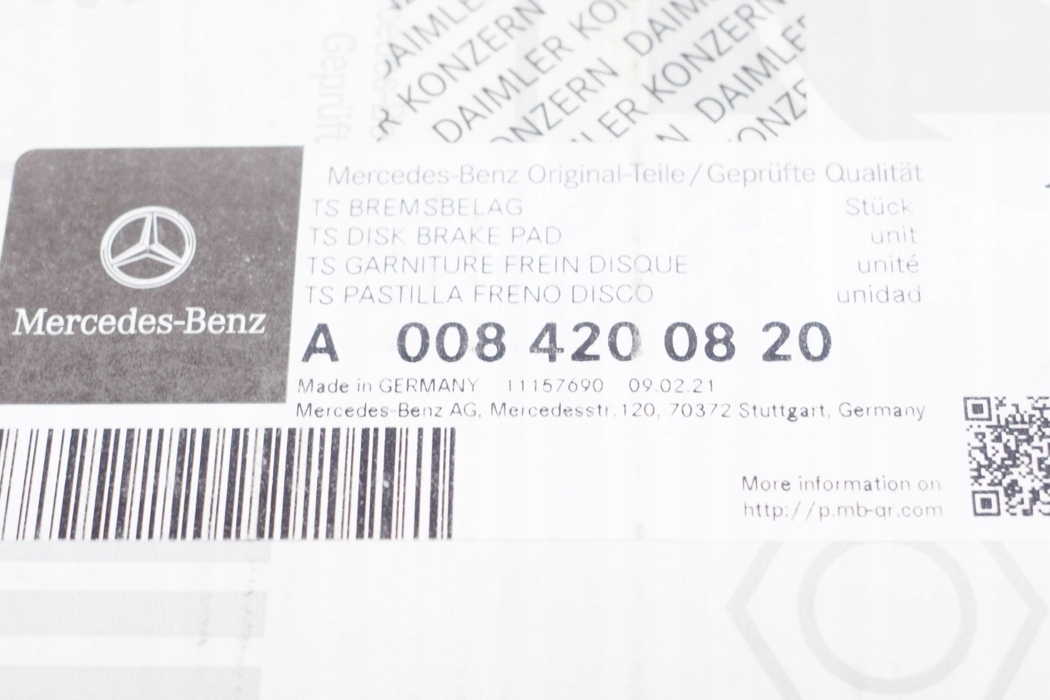 DAIMLER KONZERN
DAIMLER
DAIMLER KONZERN
KONZERN DAIMLER
Geprüft
Mercedes-Benz Original-Teile/Geprüfte Qualität
TS BREMSBELAG Stück
TS DISK BRAKE PAD unit
TS GARNITURE FREIN DISQUE unité
TS PASTILLA FRENO DISCO unidad
Mercedes-Benz
A 008 420 08 20
Made in GERMANY 11157690 09.02.21
Mercedes-Benz AG, Mercedesstr.120, 70372 Stuttgart, Germany
More information on
http://p.mb-qr.com